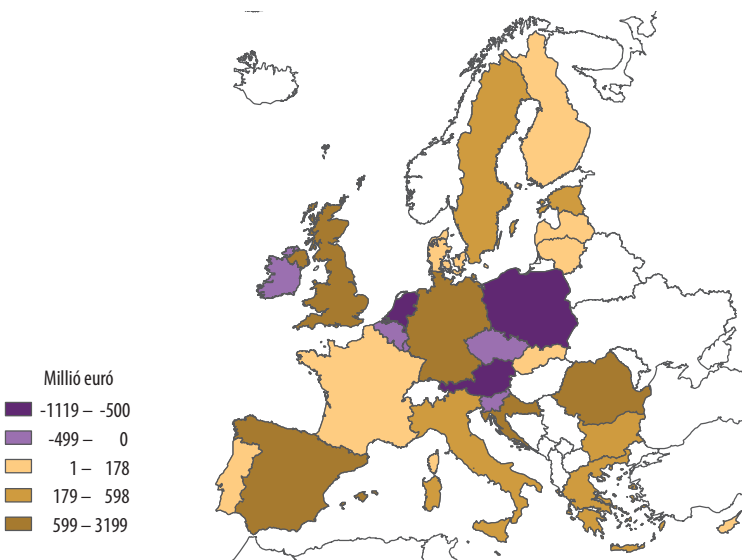 Millió euró
-1119 – -500
-499 – 0
1 – 178
179 – 598
599 – 3199